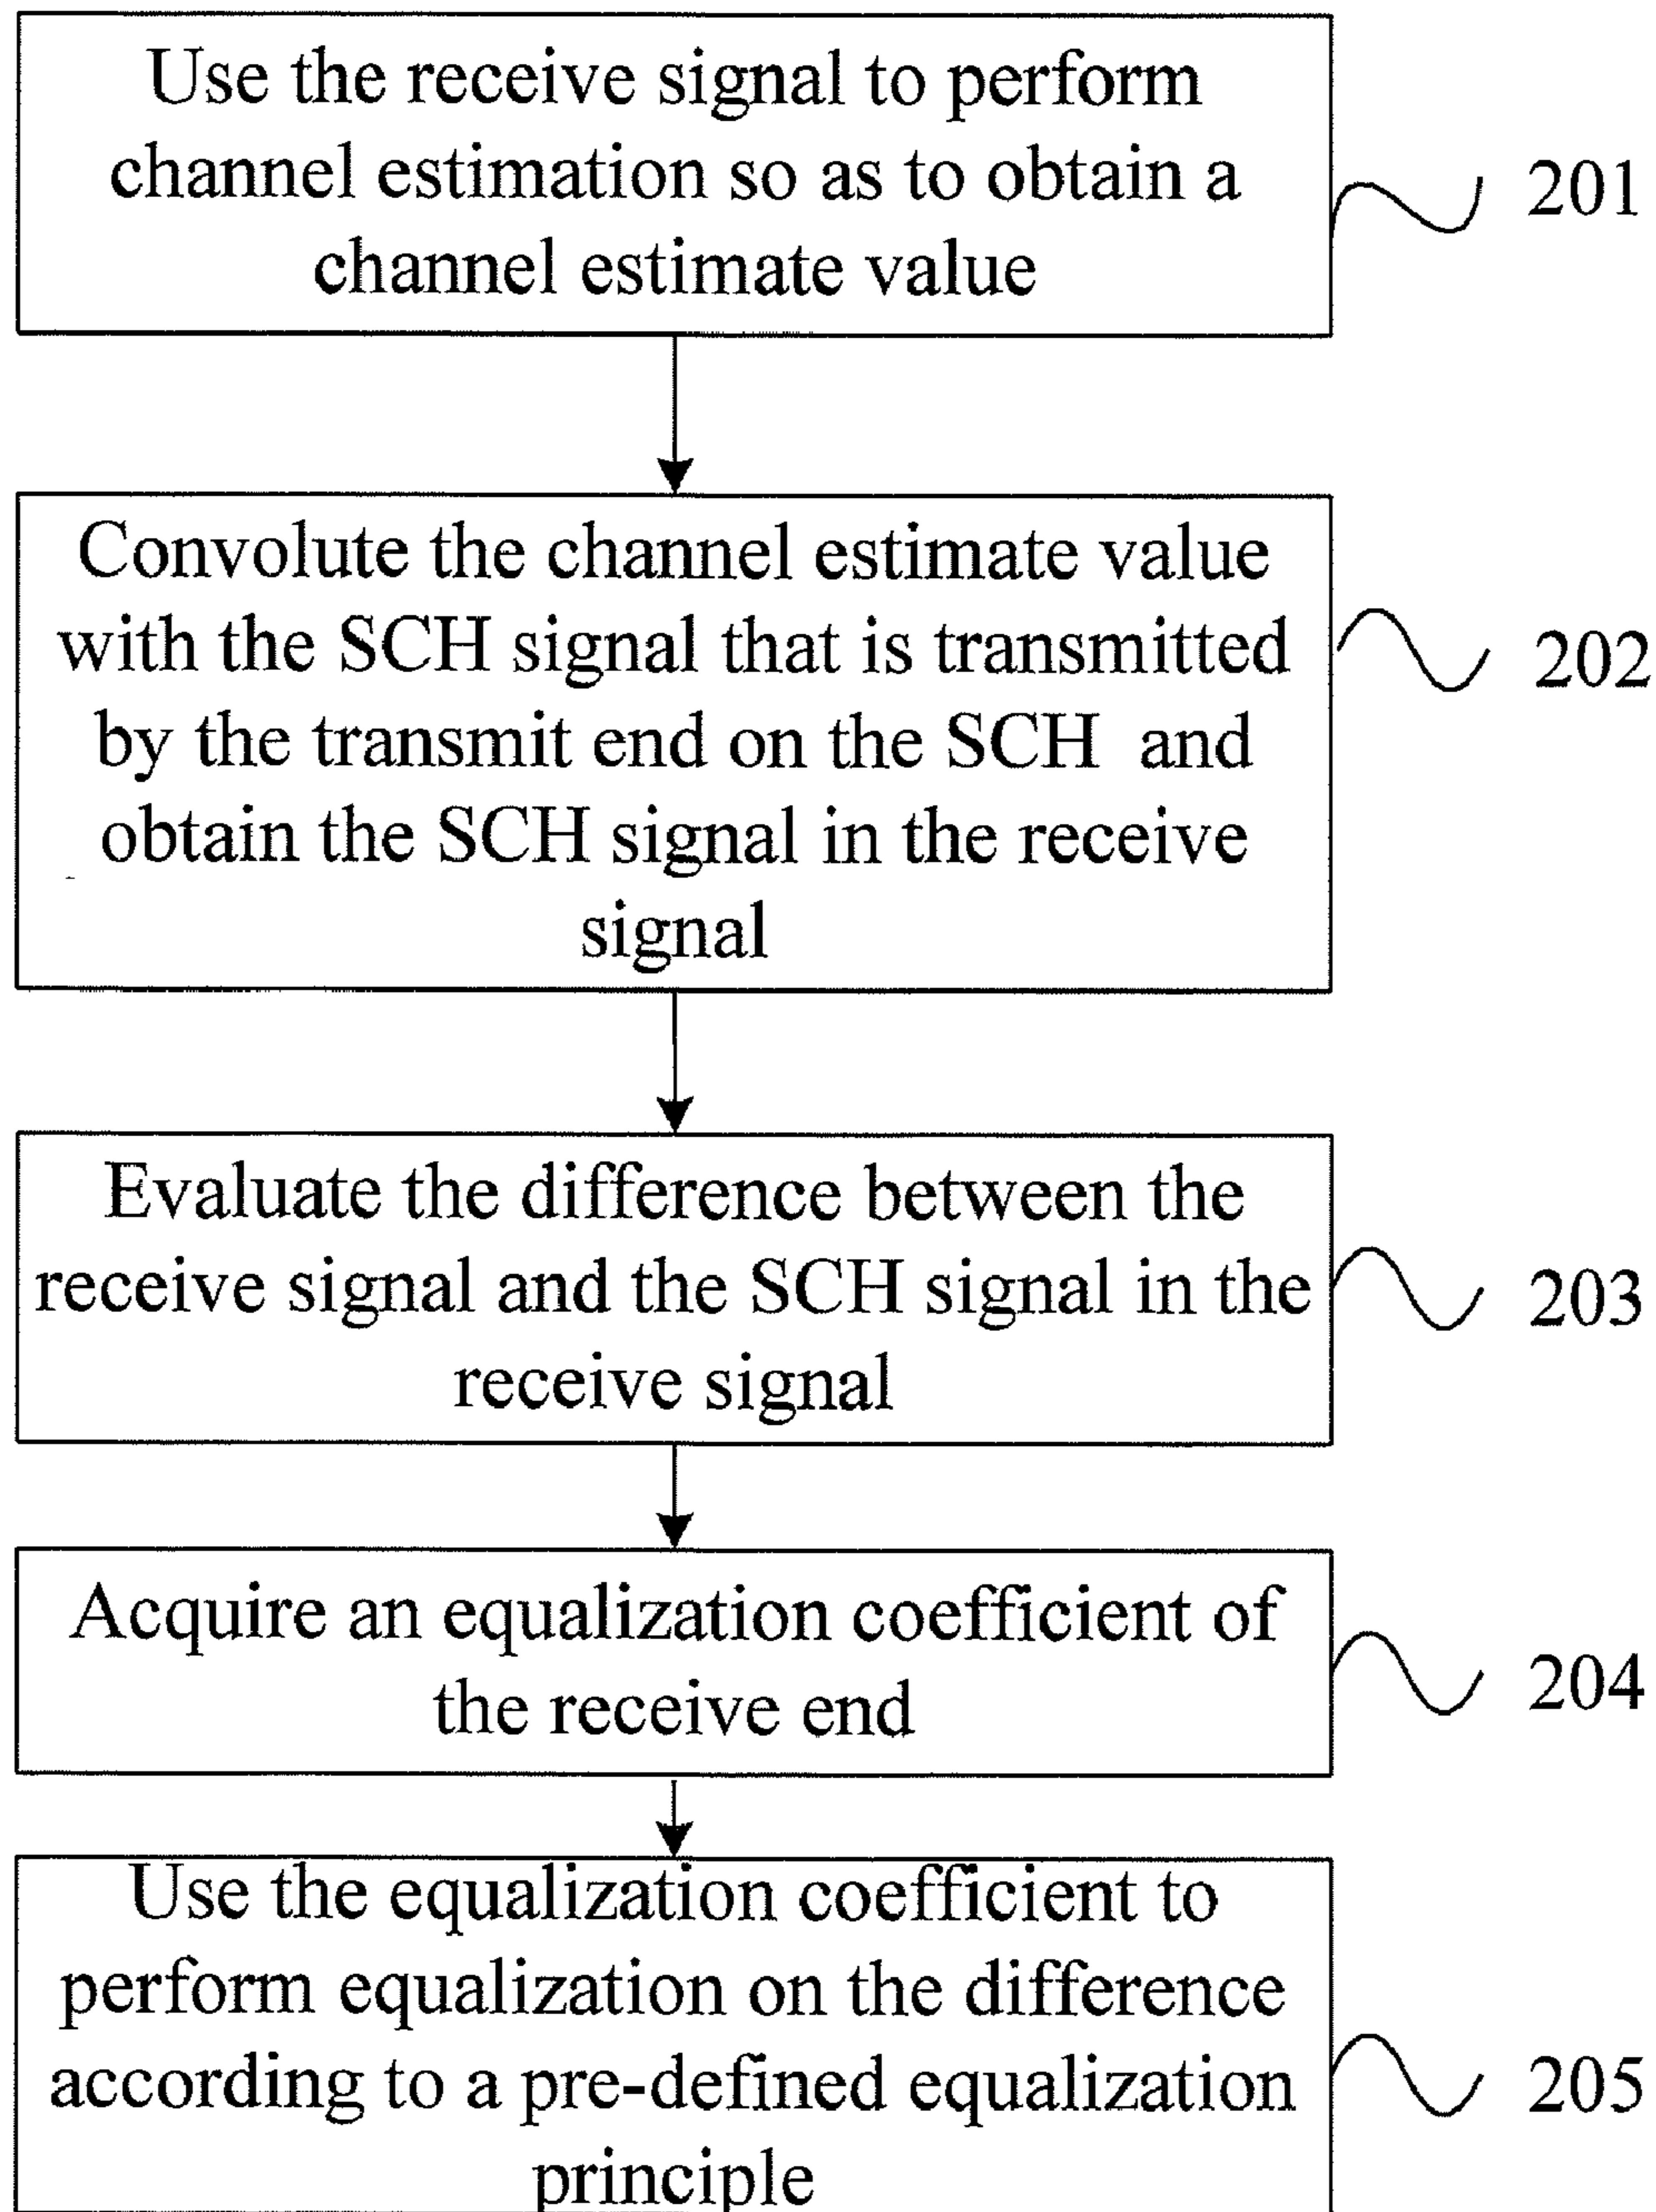 Use the receive signal to perform
channel estimation so as to obtain a
channel estimate value
201
Convolute the channel estimate value
with the SCH signal that is transmitted
by the transmit end on the SCH and
obtain the SCH signal in the receive
signal
202
Evaluate the difference between the
receive signal and the SCH signal in the
receive signal
203
Acquire an equalization coefficient of
the receive end
204
Use the equalization coefficient to
perform equalization on the difference
according to a pre-defined equalization
principle
205